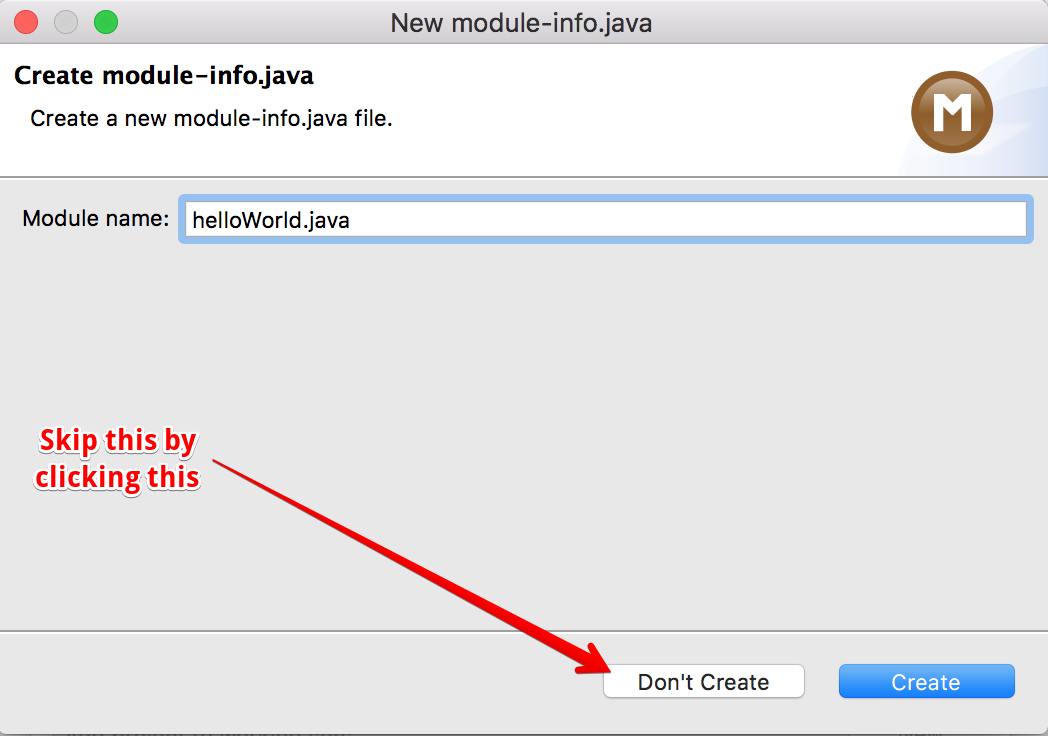 New module-info.java
Create module-info.java
Create a new module-info.java file.
M
Module name: helloWorld.java
Skip this by
clicking this
Don't Create
Create